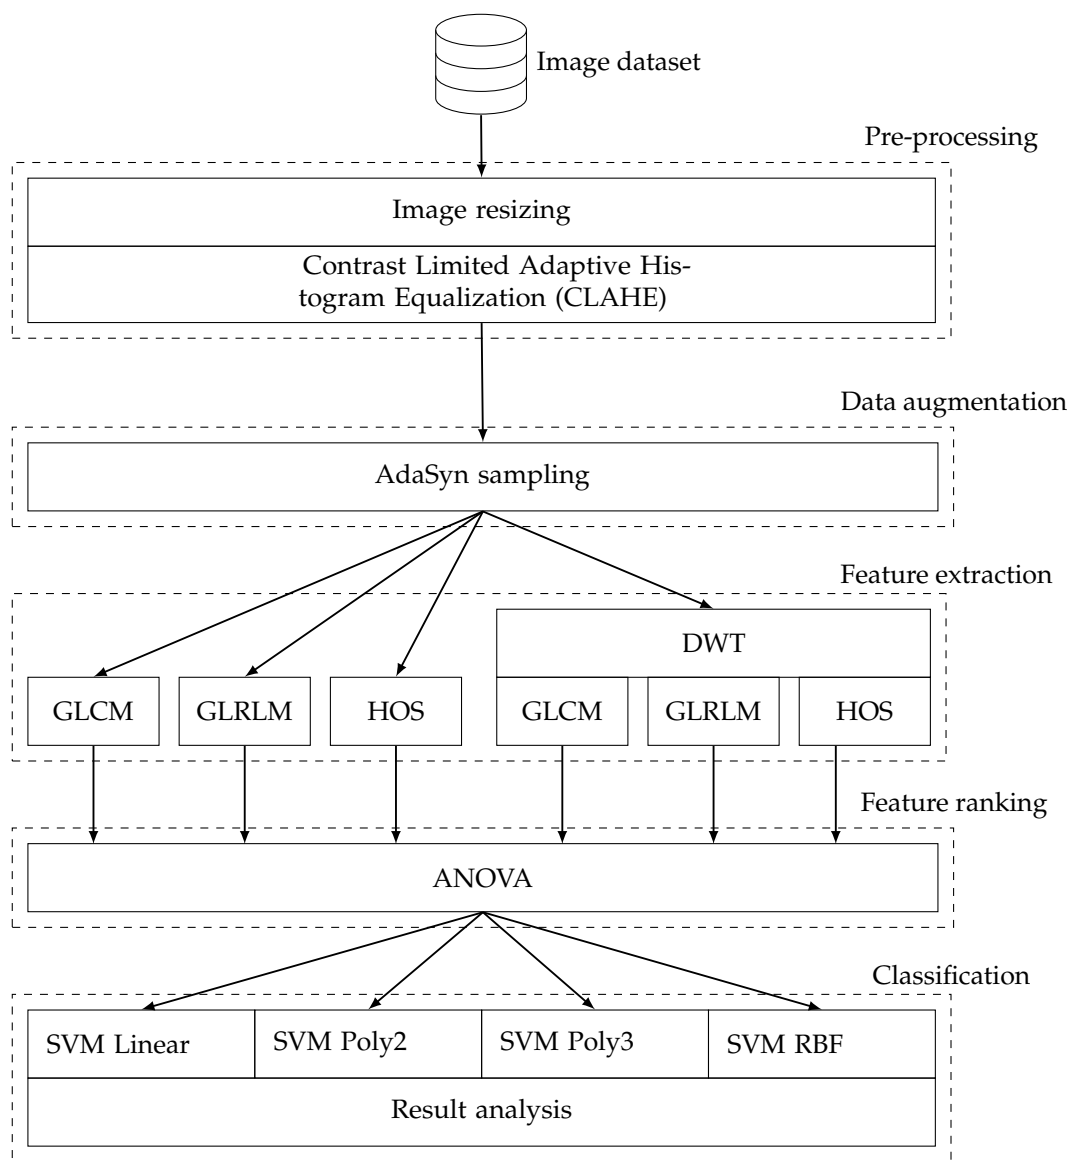 Image dataset
Pre-processing
Image resizing
Contrast Limited Adaptive His-
togram Equalization (CLAHE)
Data augmentation
AdaSyn sampling
Feature extraction
DWT
GLCM
GLRLM
HOS
GLCM
GLRLM
HOS
Feature ranking
ANOVA
Classification
SVM Linear
SVM Poly2
SVM Poly3
SVM RBF
Result analysis